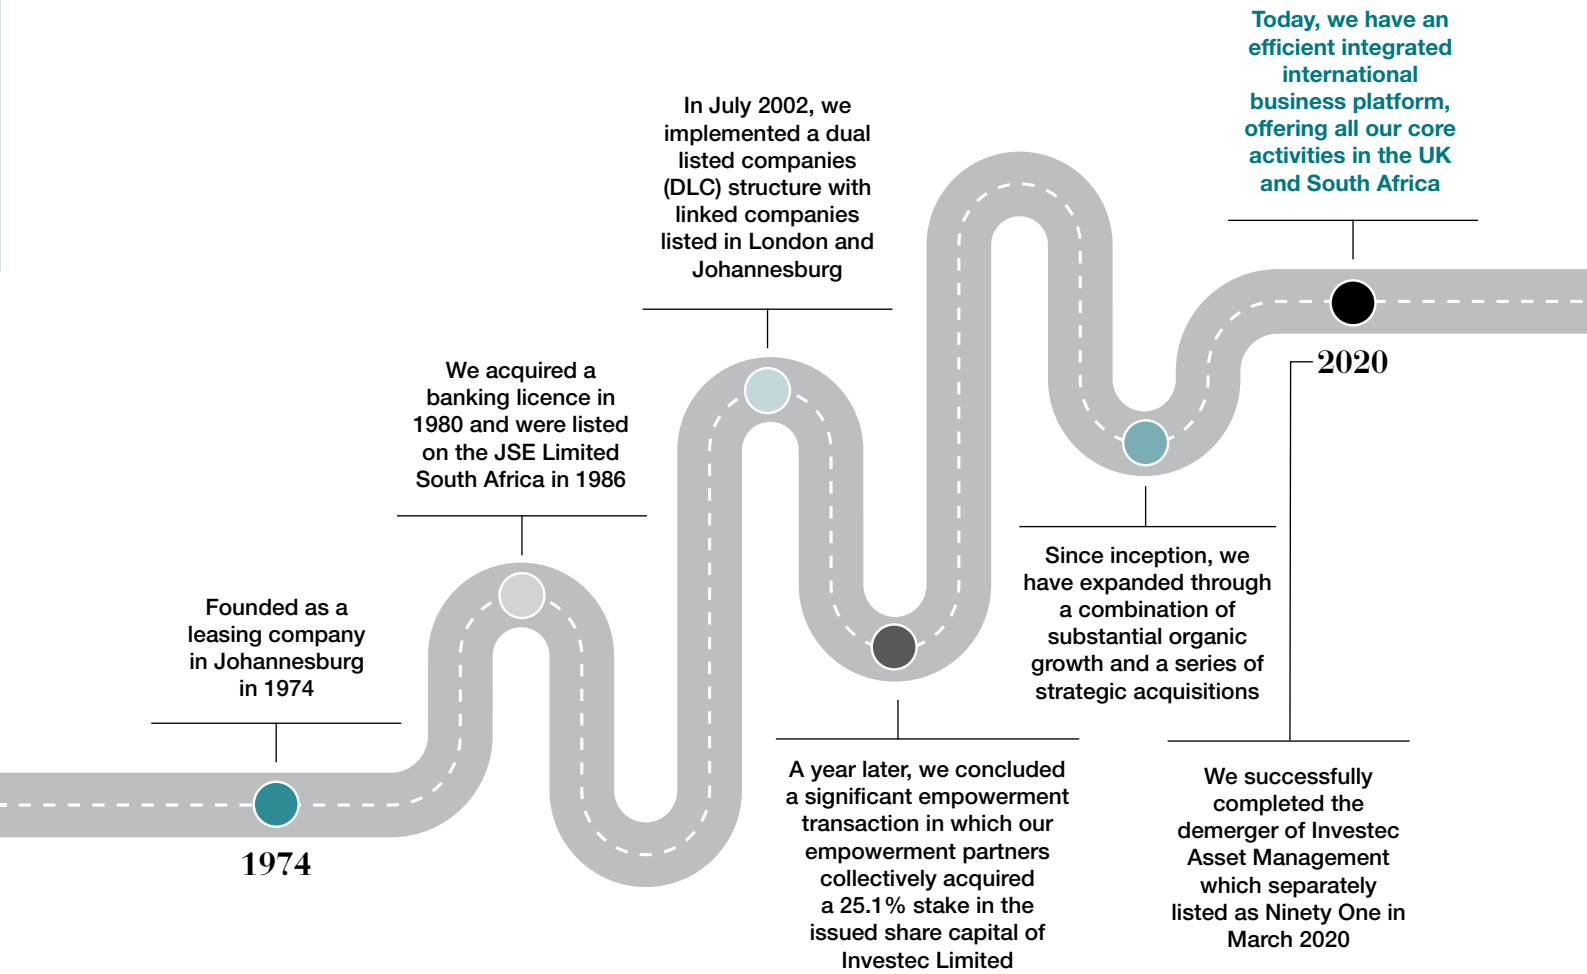 Founded as a
leasing company
in Johannesburg
in 1974
1974
We acquired a
banking licence in
1980 and were listed
on the JSE Limited
South Africa in 1986
In July 2002, we
implemented a dual
listed companies
(DLC) structure with
linked companies
listed in London and
Johannesburg
A year later, we concluded
a significant empowerment
transaction in which our
empowerment partners
collectively acquired
a 25.1% stake in the
issued share capital of
Investec Limited
Since inception, we
have expanded through
a combination of
substantial organic
growth and a series of
strategic acquisitions
Today, we have an
efficient integrated
international
business platform,
offering all our core
activities in the UK
and South Africa
2020
We successfully
completed the
demerger of Investec
Asset Management
which separately
listed as Ninety One in
March 2020